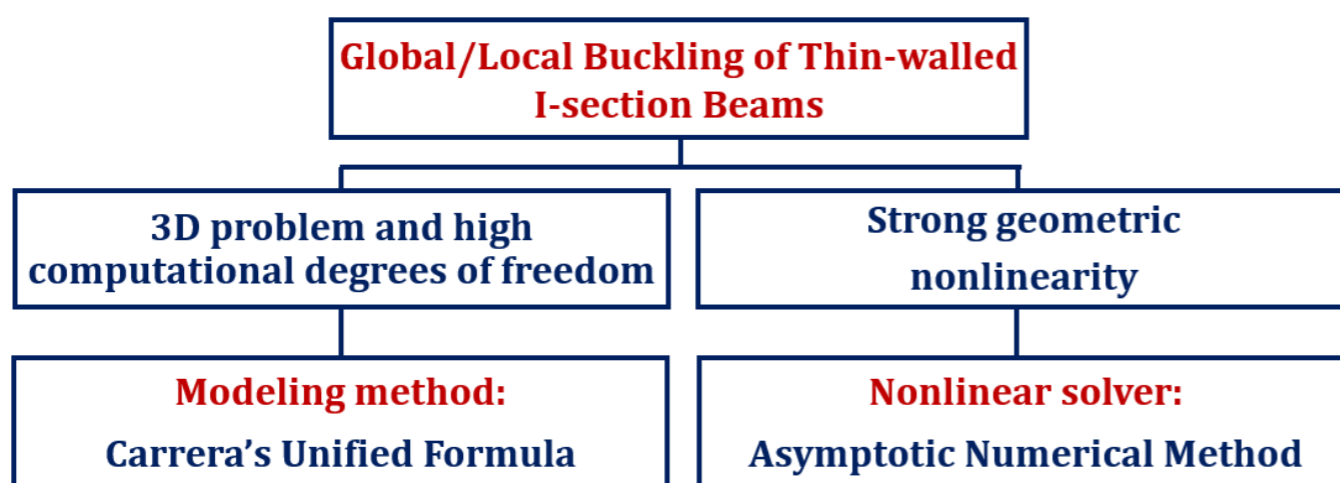 Global/Local Buckling of Thin-walled
I-section Beams
3D problem and high
computational degrees of freedom
Strong geometric
nonlinearity
Modeling method:
Carrera’s Unified Formula
Nonlinear solver:
Asymptotic Numerical Method